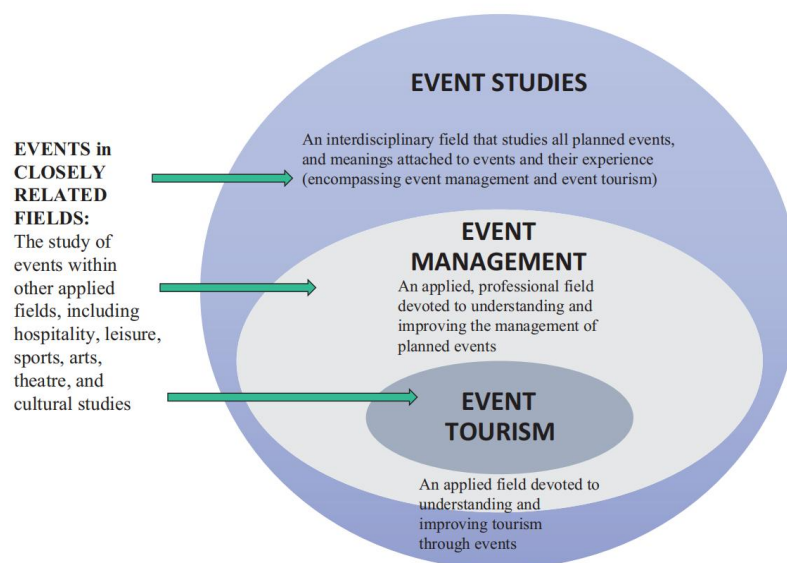 EVENT STUDIES
An interdisciplinary field that studies all planned events,
and meanings attached to events and their experience
(encompassing event management and event tourism)
EVENTS in
CLOSELY
RELATED
FIELDS:
The study of
events within
other applied
fields, including
hospitality, leisure,
sports, arts,
theatre, and
cultural studies
EVENT
MANAGEMENT
An applied, professional field
devoted to understanding and
improving the management of
planned events
EVENT
TOURISM
An applied field devoted to
understanding and
improving tourism
through events